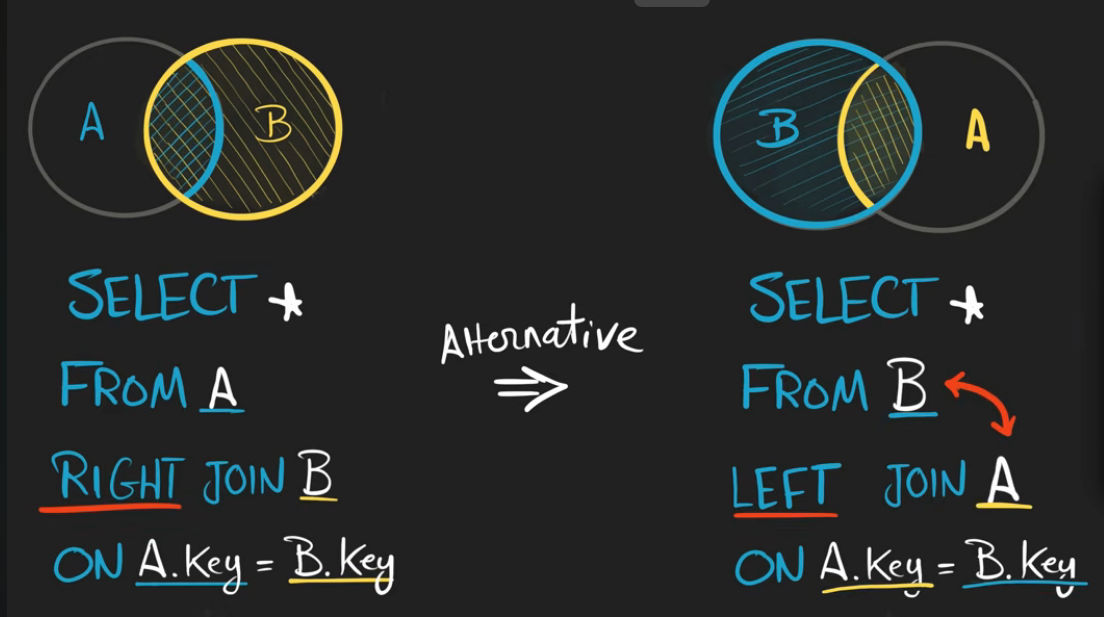 A B
SELECT *
FROM A
RIGHT JOIN B
ON A.Key = B.Key
Alternative
⇒
B A
SELECT *
FROM B
LEFT JOIN A
ON A.Key = B.Key